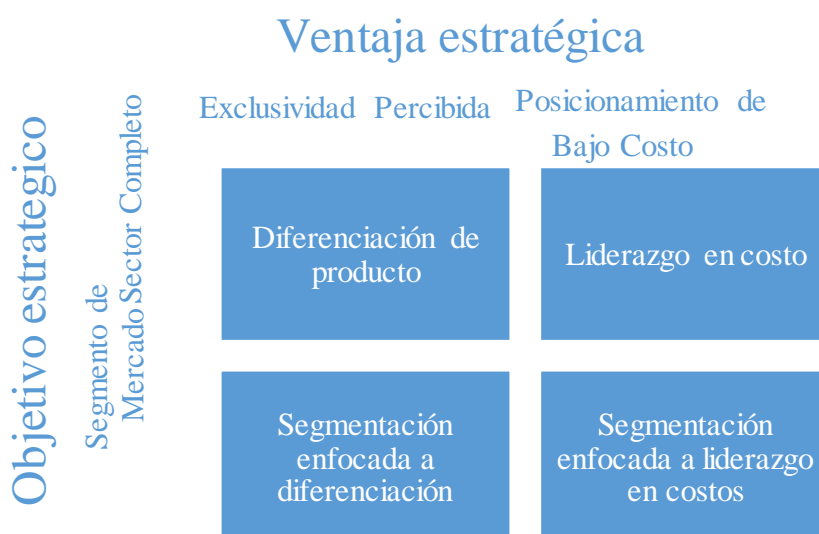 Ventaja estratégica
Exclusividad Percibida
Posicionamiento de
Bajo Costo
Objetivo estrategico
Sector Completo
Segmento de
Mercado
Diferenciación de
producto
Liderazgo en costo
Segmentación
enfocada a
diferenciación
Segmentación
enfocada a liderazgo
en costos